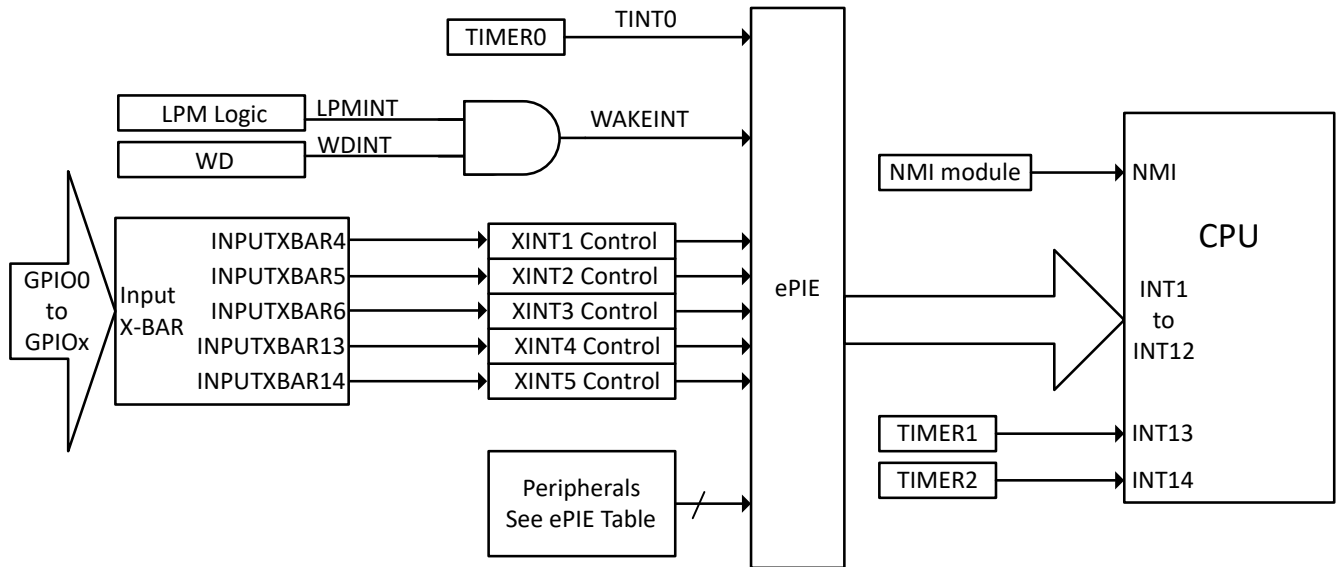 TINT0
TIMER0
LPM Logic
LPMINT
WAKEINT
WD
WDINT
NMI module
NMI
CPU
GPIO0
to
GPIOx
Input
X-BAR
INPUTXBAR4
INPUTXBAR5
INPUTXBAR6
INPUTXBAR13
INPUTXBAR14
XINT1 Control
XINT2 Control
XINT3 Control
XINT4 Control
XINT5 Control
ePIE
INT1
to
INT12
TIMER1
INT13
TIMER2
INT14
Peripherals
See ePIE Table